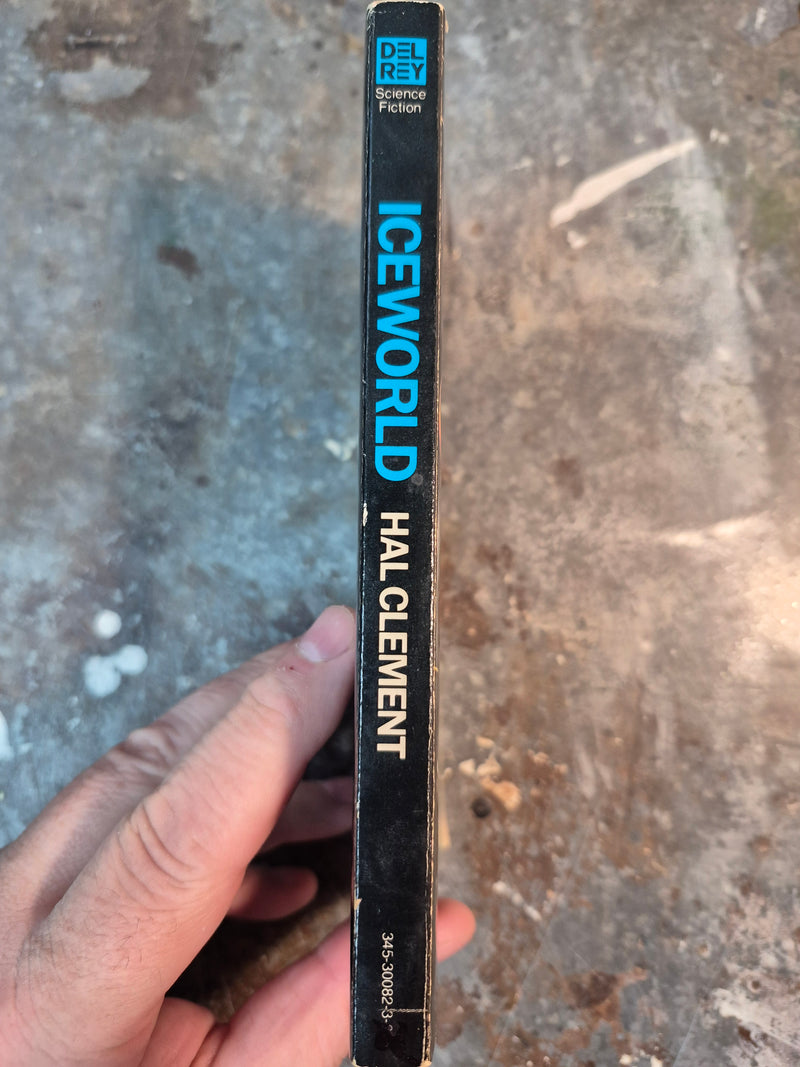 DEL
REY
Science
Fiction
ICEWORLD
HAL CLEMENT
345-30082-3-